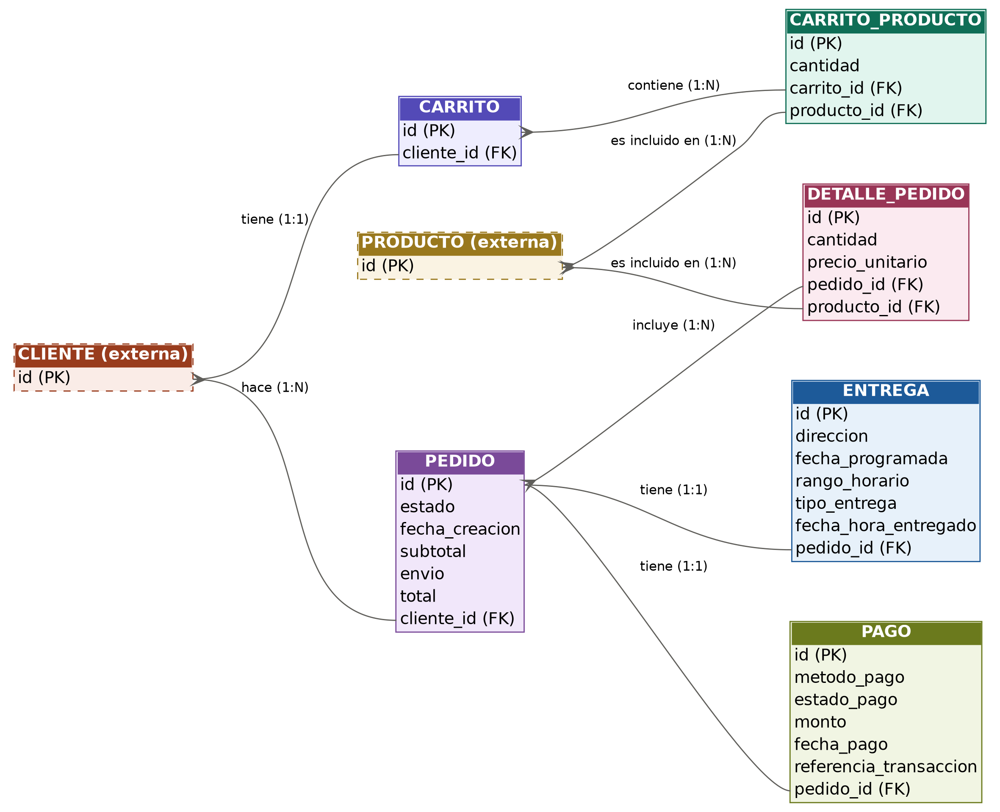 CARRITO_PRODUCTO
id (PK)
cantidad
carrito_id (FK)
producto_id (FK)
contiene (1:N)
CARRITO
id (PK)
cliente_id (FK)
es incluido en (1:N)
DETALLE_PEDIDO
id (PK)
cantidad
precio_unitario
pedido_id (FK)
producto_id (FK)
tiene (1:1)
PRODUCTO (externa)
id (PK)
es incluido en (1:N)
incluye (1:N)
CLIENTE (externa)
id (PK)
hace (1:N)
ENTREGA
id (PK)
direccion
fecha_programada
rango_horario
tipo_entrega
fecha_hora_entregado
pedido_id (FK)
PEDIDO
id (PK)
estado
fecha_creacion
subtotal
envio
total
cliente_id (FK)
tiene (1:1)
tiene (1:1)
PAGO
id (PK)
metodo_pago
estado_pago
monto
fecha_pago
referencia_transaccion
pedido_id (FK)